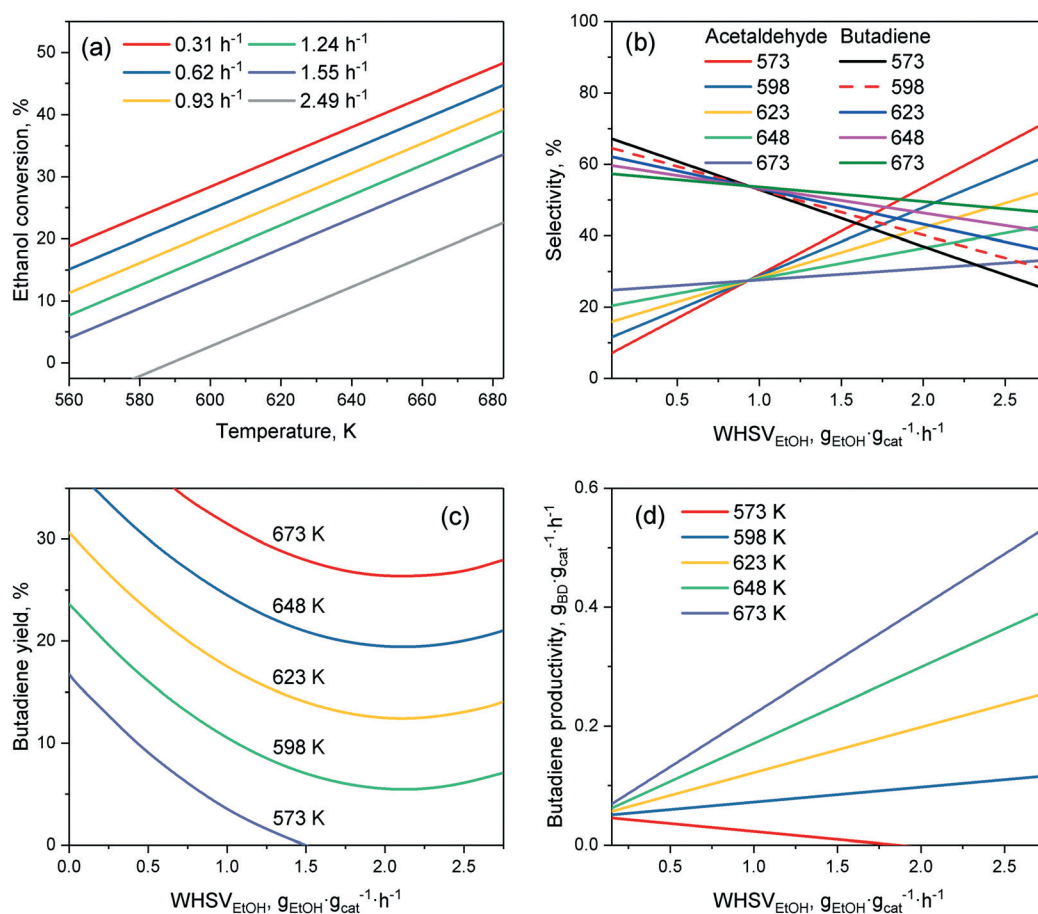 (a)
0.31 h⁻¹ 1.24 h⁻¹
0.62 h⁻¹ 1.55 h⁻¹
0.93 h⁻¹ 2.49 h⁻¹
Ethanol conversion, %
50
40
30
20
10
0
560 580 600 620 640 660 680
Temperature, K
(b)
Acetaldehyde Butadiene
573 573
598 598
623 623
648 648
673 673
Selectivity, %
100
80
60
40
20
0
0.5 1.0 1.5 2.0 2.5
WHSV_EtOH, g_EtOH·g_cat⁻¹·h⁻¹
(c)
673 K
648 K
623 K
598 K
573 K
Butadiene yield, %
30
20
10
0
0.0 0.5 1.0 1.5 2.0 2.5
WHSV_EtOH, g_EtOH·g_cat⁻¹·h⁻¹
(d)
573 K
598 K
623 K
648 K
673 K
Butadiene productivity, g_BD·g_cat⁻¹·h⁻¹
0.6
0.4
0.2
0.0
0.5 1.0 1.5 2.0 2.5
WHSV_EtOH, g_EtOH·g_cat⁻¹·h⁻¹